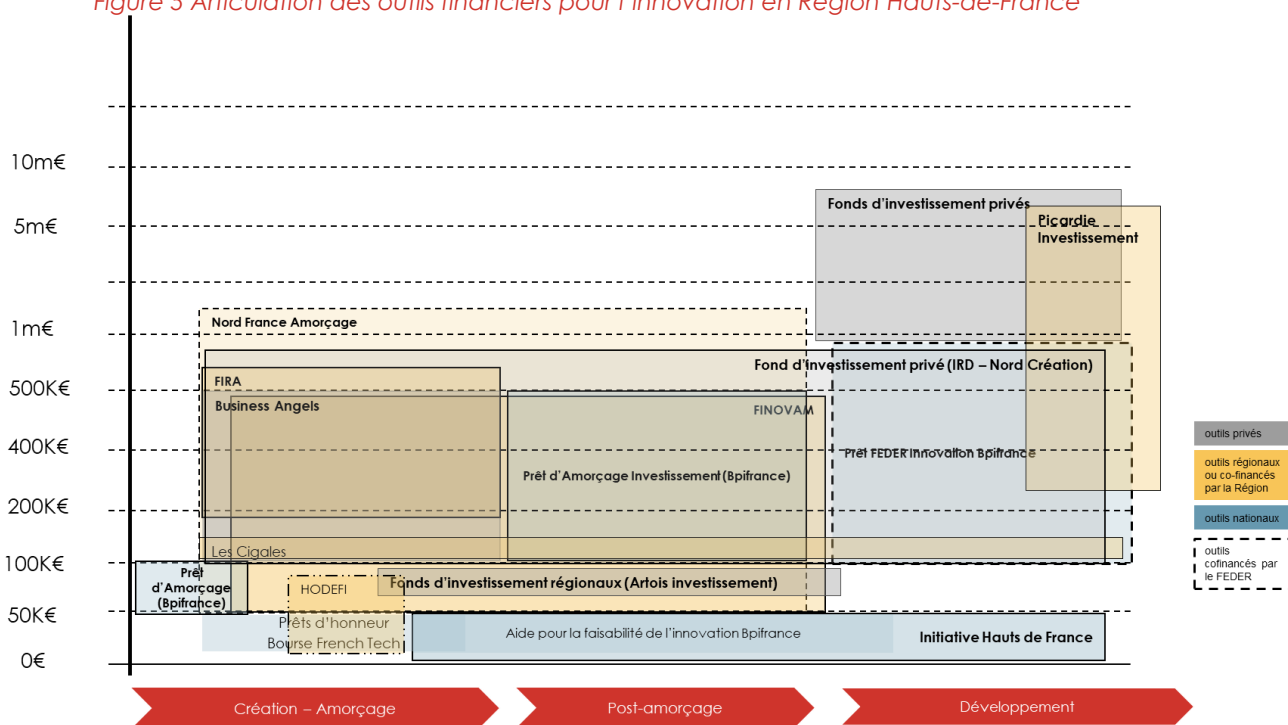 Figure 5 Articulation des outils financiers pour l'innovation en Région Hauts-de-France
10m€
5m€
1m€
500K€
400K€
200K€
100K€
50K€
0€
Fonds d'investissement privés
Picardie
Investissement
Nord France Amorçage
Fond d'investissement privé (IRD – Nord Création)
FIRA
Business Angels
FINOVAM
Prêt d'Amorçage Investissement (Bpifrance)
Prêt FEDER Innovation Bpifrance
Les Cigales
Prêt
d'Amorçage
(Bpifrance)
HODEFI
Fonds d'investissement régionaux (Artois investissement)
Prêts d'honneur
Bourse French Tech
Aide pour la faisabilité de l'innovation Bpifrance
Initiative Hauts de France
outils privés
outils régionaux
ou co-financés
par la Région
outils nationaux
outils
cofinancés par
le FEDER
Création – Amorçage
Post-amorçage
Développement